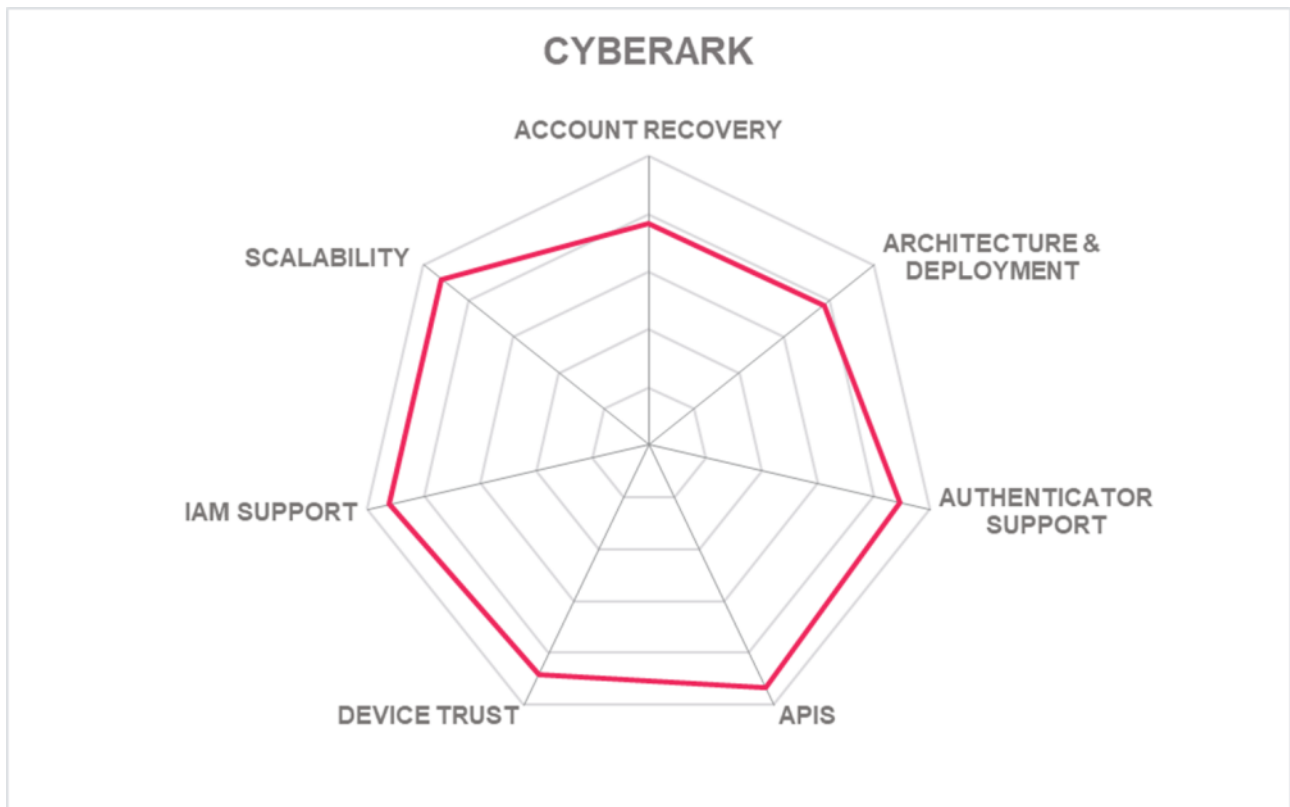 CYBERARK
ACCOUNT RECOVERY
ARCHITECTURE &
DEPLOYMENT
SCALABILITY
AUTHENTICATOR
SUPPORT
IAM SUPPORT
DEVICE TRUST
APIS